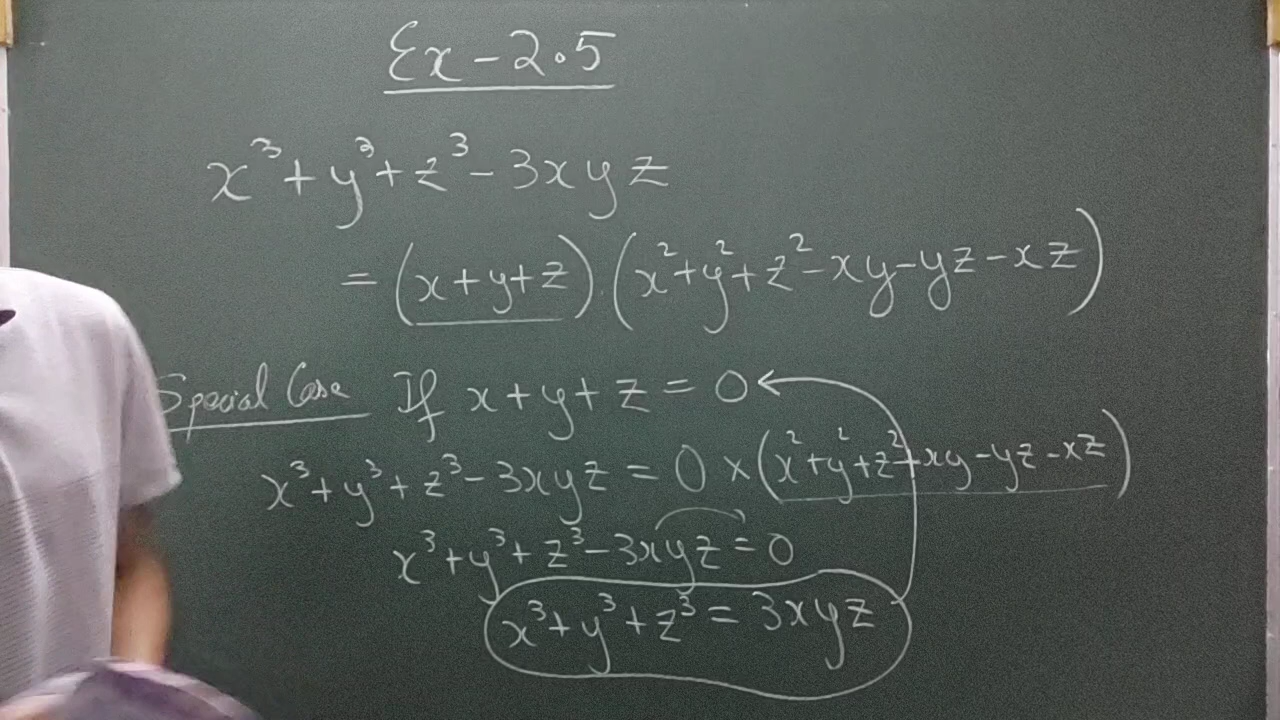 Ex - 2.5
x³ + y³ + z³ - 3xyz
= (x + y + z).(x² + y² + z² - xy - yz - xz)
Special Case If x + y + z = 0
x³ + y³ + z³ - 3xyz = 0 × (x² + y² + z² - xy - yz - xz)
x³ + y³ + z³ - 3xyz = 0
x³ + y³ + z³ = 3xyz